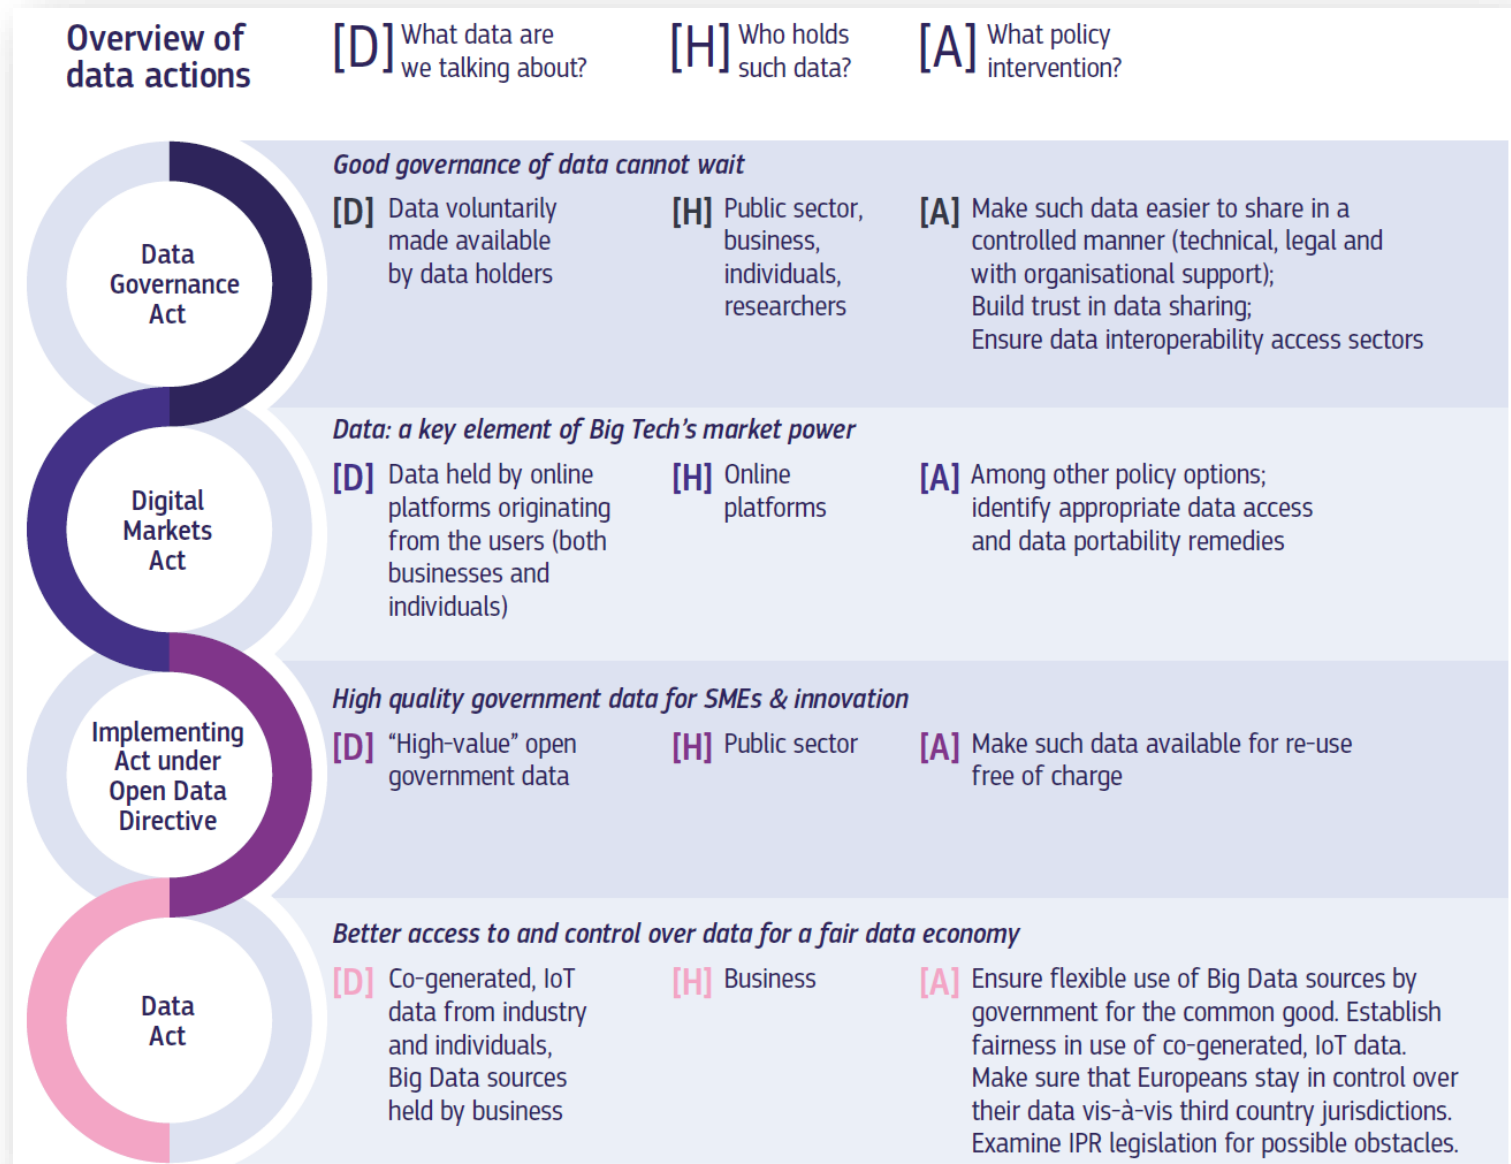 Overview of
data actions
[D] What data are
we talking about?
[H] Who holds
such data?
[A] What policy
intervention?
Data
Governance
Act
Good governance of data cannot wait
[D] Data voluntarily
made available
by data holders
[H] Public sector,
business,
individuals,
researchers
[A] Make such data easier to share in a
controlled manner (technical, legal and
with organisational support);
Build trust in data sharing;
Ensure data interoperability access sectors
Digital
Markets
Act
Data: a key element of Big Tech's market power
[D] Data held by online
platforms originating
from the users (both
businesses and
individuals)
[H] Online
platforms
[A] Among other policy options;
identify appropriate data access
and data portability remedies
Implementing
Act under
Open Data
Directive
High quality government data for SMEs & innovation
[D] “High-value” open
government data
[H] Public sector
[A] Make such data available for re-use
free of charge
Data
Act
Better access to and control over data for a fair data economy
[D] Co-generated, IoT
data from industry
and individuals,
Big Data sources
held by business
[H] Business
[A] Ensure flexible use of Big Data sources by
government for the common good. Establish
fairness in use of co-generated, IoT data.
Make sure that Europeans stay in control over
their data vis-à-vis third country jurisdictions.
Examine IPR legislation for possible obstacles.